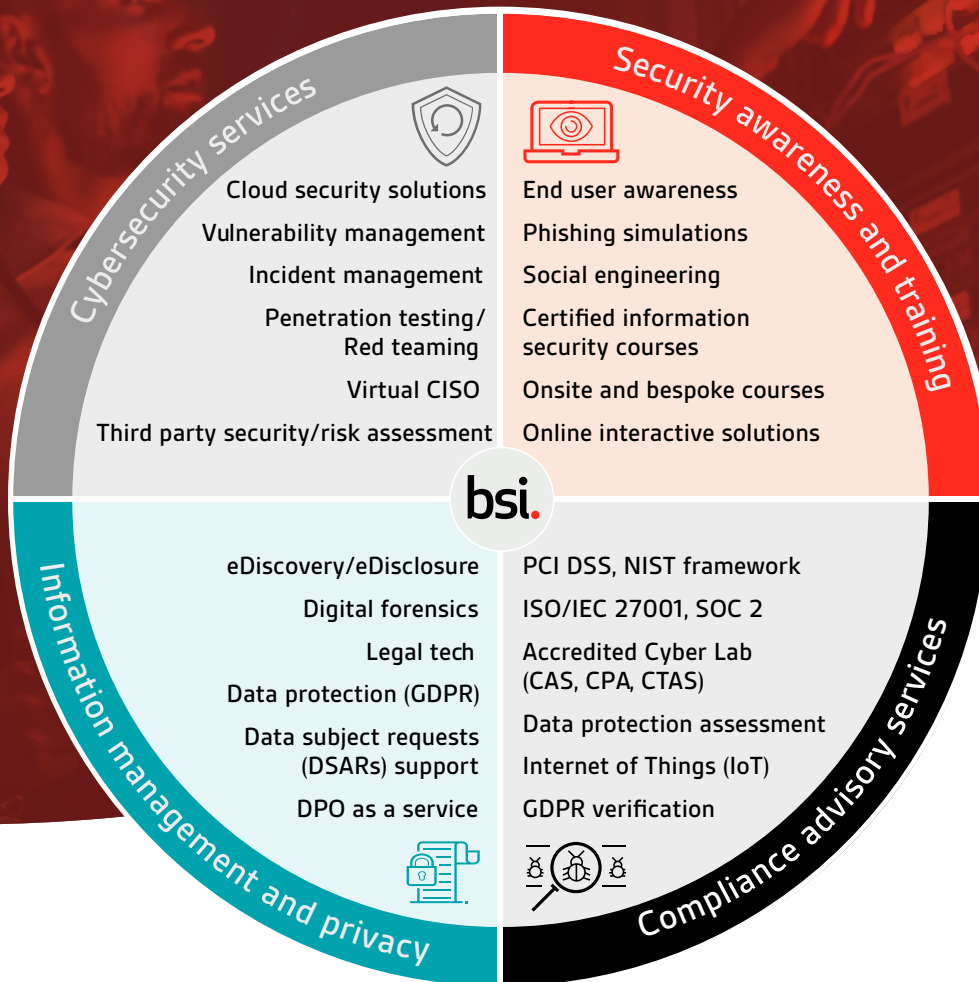 Cybersecurity services
Cloud security solutions
Vulnerability management
Incident management
Penetration testing/
Red teaming
Virtual CISO
Third party security/risk assessment
Security awareness and training
End user awareness
Phishing simulations
Social engineering
Certified information
security courses
Onsite and bespoke courses
Online interactive solutions
bsi.
Information management and privacy
eDiscovery/eDisclosure
Digital forensics
Legal tech
Data protection (GDPR)
Data subject requests
(DSARs) support
DPO as a service
Compliance advisory services
PCI DSS, NIST framework
ISO/IEC 27001, SOC 2
Accredited Cyber Lab
(CAS, CPA, CTAS)
Data protection assessment
Internet of Things (IoT)
GDPR verification